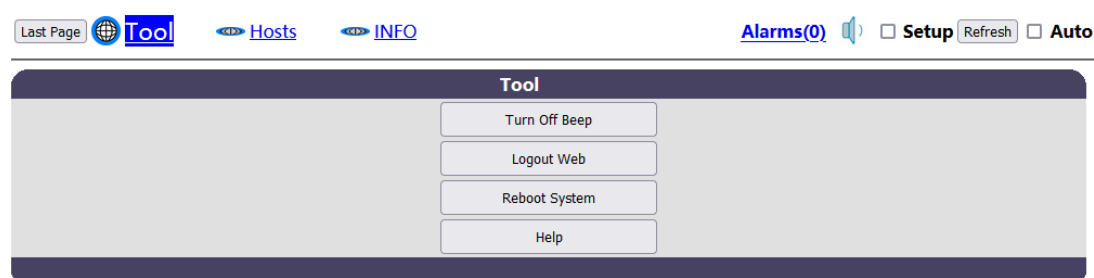 Last Page Tool Hosts INFO Alarms(0) Setup Refresh Auto
Tool
Turn Off Beep
Logout Web
Reboot System
Help